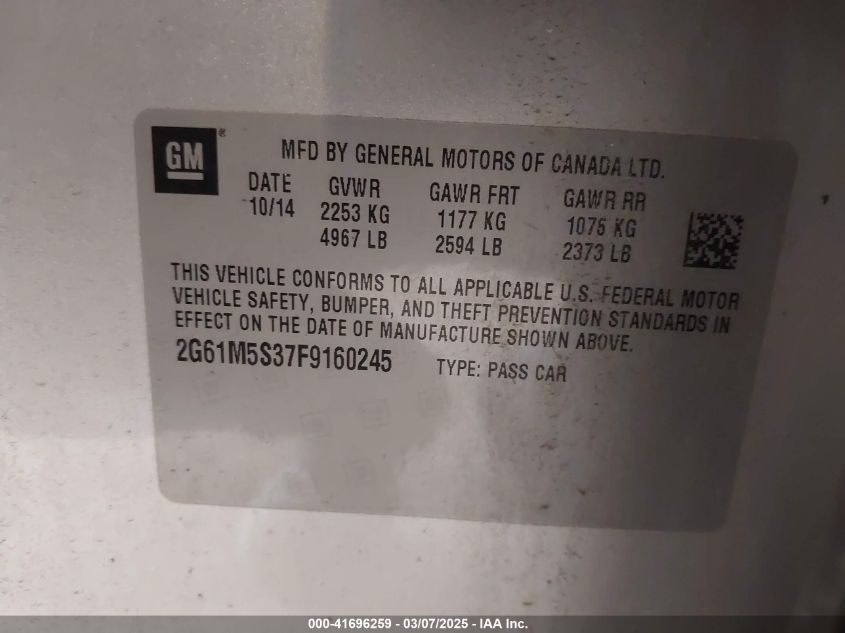 GM ®
MFD BY GENERAL MOTORS OF CANADA LTD.
DATE GVWR GAWR FRT GAWR RR
10/14 2253 KG 1177 KG 1075 KG
4967 LB 2594 LB 2373 LB
THIS VEHICLE CONFORMS TO ALL APPLICABLE U.S. FEDERAL MOTOR
VEHICLE SAFETY, BUMPER, AND THEFT PREVENTION STANDARDS IN
EFFECT ON THE DATE OF MANUFACTURE SHOWN ABOVE.
2G61M5S37F9160245 TYPE: PASS CAR
000-41696259 - 03/07/2025 - IAA Inc.